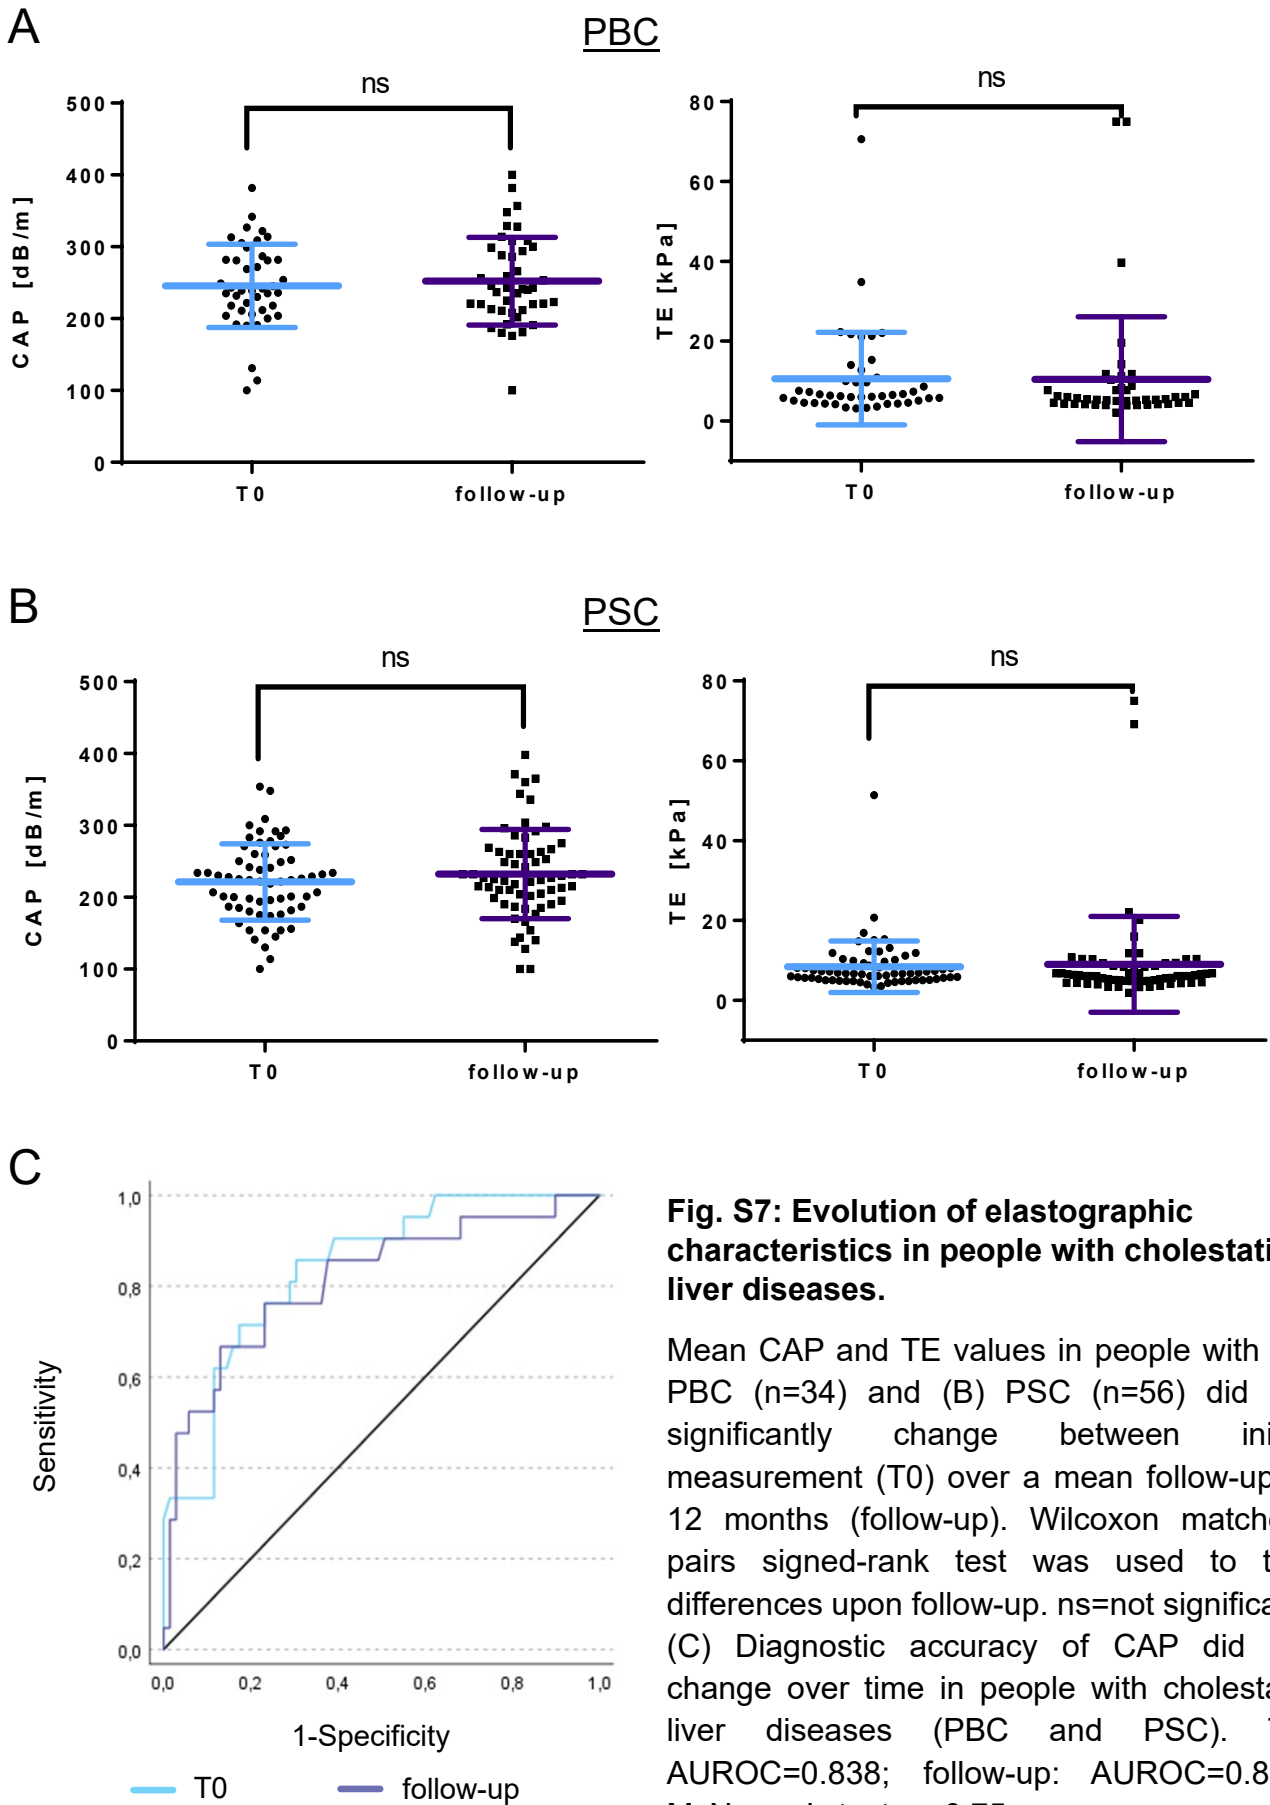 A
PBC
ns
500
400
300
200
100
0
CAP [dB/m]
T0
follow-up
ns
80
60
40
20
0
TE [kPa]
T0
follow-up
B
PSC
ns
500
400
300
200
100
0
CAP [dB/m]
T0
follow-up
ns
80
60
40
20
0
TE [kPa]
T0
follow-up
C
1,0
0,8
0,6
0,4
0,2
0,0
Sensitivity
0,0 0,2 0,4 0,6 0,8 1,0
1-Specificity
T0 follow-up
Fig. S7: Evolution of elastographic
characteristics in people with cholestati
liver diseases.
Mean CAP and TE values in people with
PBC (n=34) and (B) PSC (n=56) did
significantly change between ini
measurement (T0) over a mean follow-up
12 months (follow-up). Wilcoxon match
pairs signed-rank test was used to t
differences upon follow-up. ns=not signific
(C) Diagnostic accuracy of CAP did
change over time in people with cholest
liver diseases (PBC and PSC).
AUROC=0.838; follow-up: AUROC=0.8